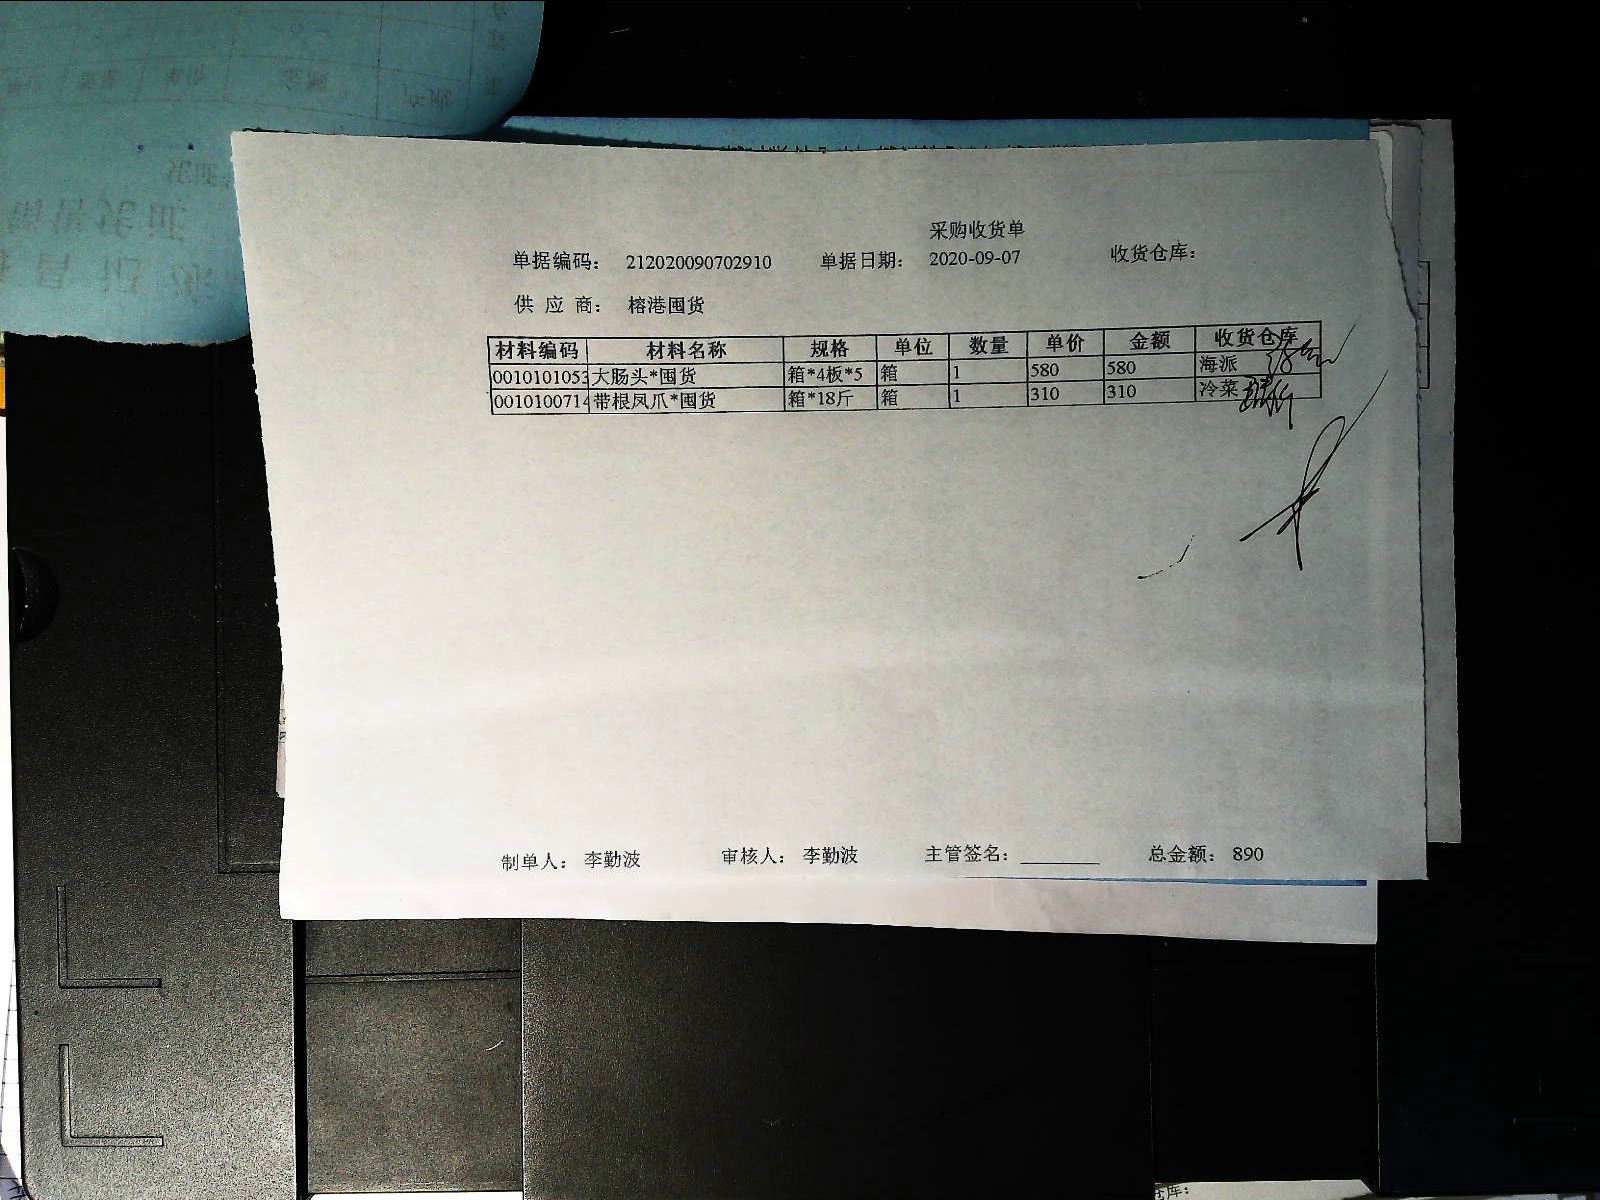 采购收货单
单据编码： 212020090702910 单据日期： 2020-09-07 收货仓库：
供 应 商： 榕港囤货
材料编码 材料名称 规格 单位 数量 单价 金额 收货仓库
0010101053 大肠头*囤货 箱*4板*5 箱 1 580 580 海派
0010100714 带根凤爪*囤货 箱*18斤 箱 1 310 310 冷菜
制单人： 李勤波 审核人： 李勤波 主管签名： 总金额： 890
仓库：